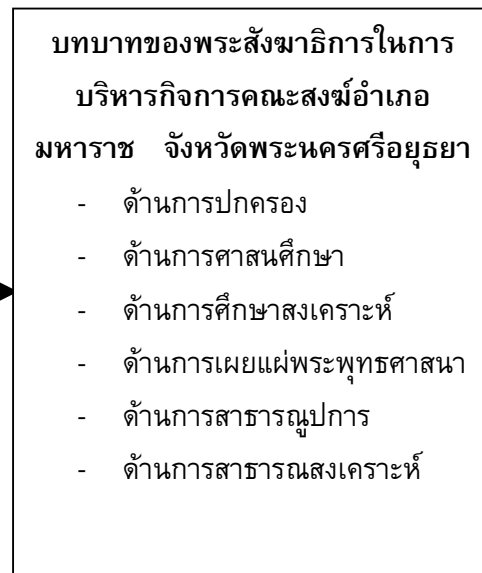 บทบาทของพระสังฆาธิการในการ
บริหารกิจการคณะสงฆ์อำเภอ
มหาราช จังหวัดพระนครศรีอยุธยา
- ด้านการปกครอง
- ด้านการศาสนศึกษา
- ด้านการศึกษาสงเคราะห์
- ด้านการเผยแผ่พระพุทธศาสนา
- ด้านการสาธารณูปการ
- ด้านการสาธารณสงเคราะห์